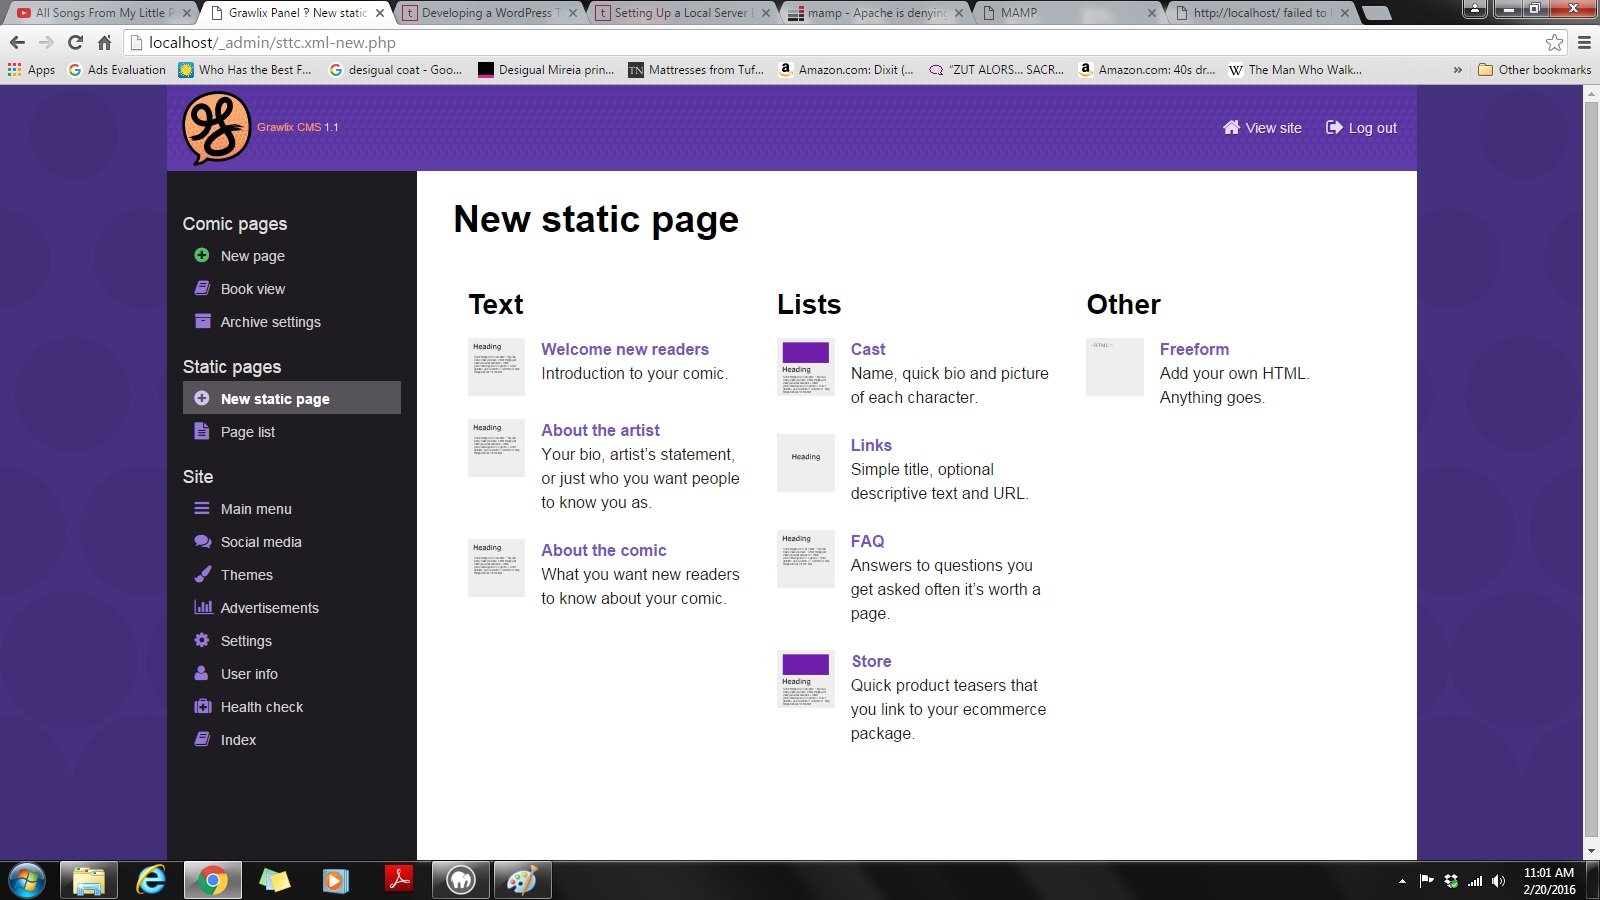 All Songs From My Little P
Grawlix Panel ? New static
Developing a WordPress T
Setting Up a Local Server E
mamp - Apache is denying
MAMP
http://localhost/ failed to l
localhost/_admin/sttc.xml-new.php
Apps
Ads Evaluation
Who Has the Best F...
desigual coat - Goo...
Desigual Mireia prin...
Mattresses from Tuf...
Amazon.com: Dixit (...
"ZUT ALORS... SACR...
Amazon.com: 40s dr...
The Man Who Walk...
»
Other bookmarks
Grawlix CMS 1.1
View site
Log out
Comic pages
New page
Book view
Archive settings
Static pages
New static page
Page list
Site
Main menu
Social media
Themes
Advertisements
Settings
User info
Health check
Index
New static page
Text
Heading
Welcome new readers
Introduction to your comic.
Heading
About the artist
Your bio, artist’s statement,
or just who you want people
to know you as.
Heading
About the comic
What you want new readers
to know about your comic.
Lists
Heading
Cast
Name, quick bio and picture
of each character.
Heading
Links
Simple title, optional
descriptive text and URL.
Heading
FAQ
Answers to questions you
get asked often it’s worth a
page.
Heading
Store
Quick product teasers that
you link to your ecommerce
package.
Other
<HTML>
Freeform
Add your own HTML.
Anything goes.
11:01 AM
2/20/2016